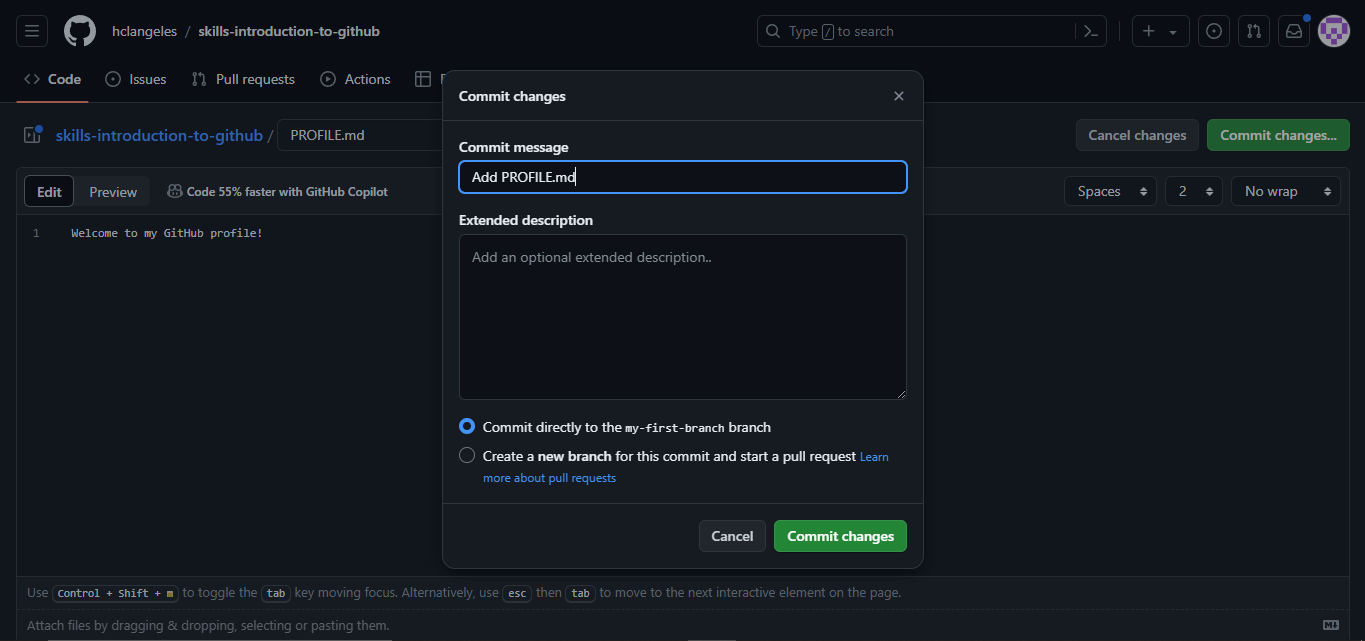 hclangeles / skills-introduction-to-github
Type / to search
Code Issues Pull requests Actions
Commit changes
skills-introduction-to-github / PROFILE.md
Cancel changes Commit changes...
Commit message
Add PROFILE.md
Edit Preview Code 55% faster with GitHub Copilot
Spaces 2 No wrap
Extended description
1 Welcome to my GitHub profile!
Add an optional extended description..
Commit directly to the my-first-branch branch
Create a new branch for this commit and start a pull request Learn
more about pull requests
Cancel Commit changes
Use Control + Shift + m to toggle the tab key moving focus. Alternatively, use esc then tab to move to the next interactive element on the page.
Attach files by dragging & dropping, selecting or pasting them.